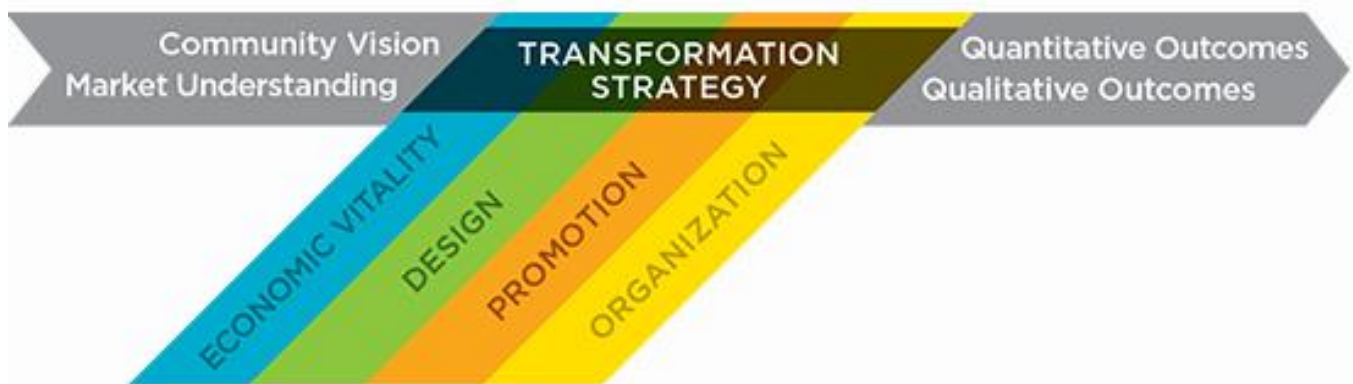 Community Vision
Market Understanding
TRANSFORMATION
STRATEGY
Quantitative Outcomes
Qualitative Outcomes
ECONOMIC VITALITY
DESIGN
PROMOTION
ORGANIZATION